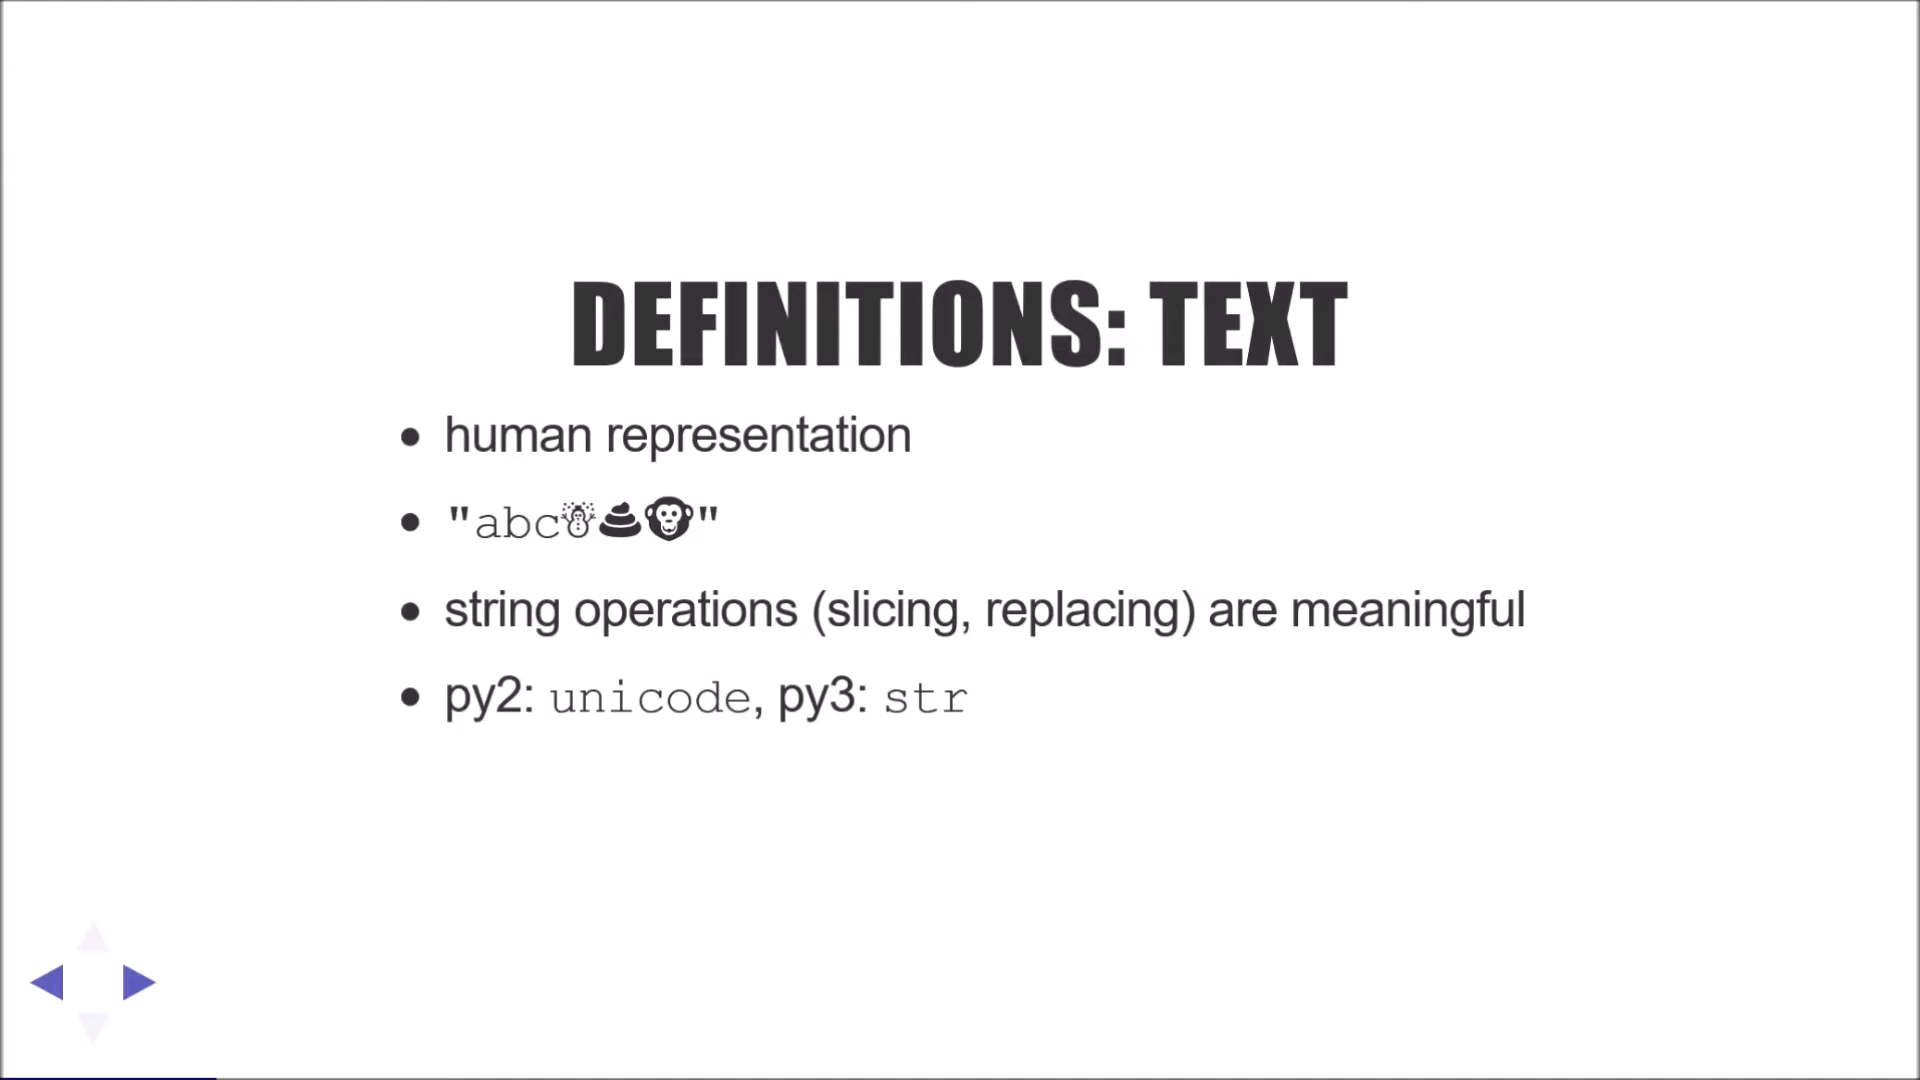 DEFINITIONS: TEXT
• human representation
• "abc☃💩🐵"
• string operations (slicing, replacing) are meaningful
• py2: unicode, py3: str